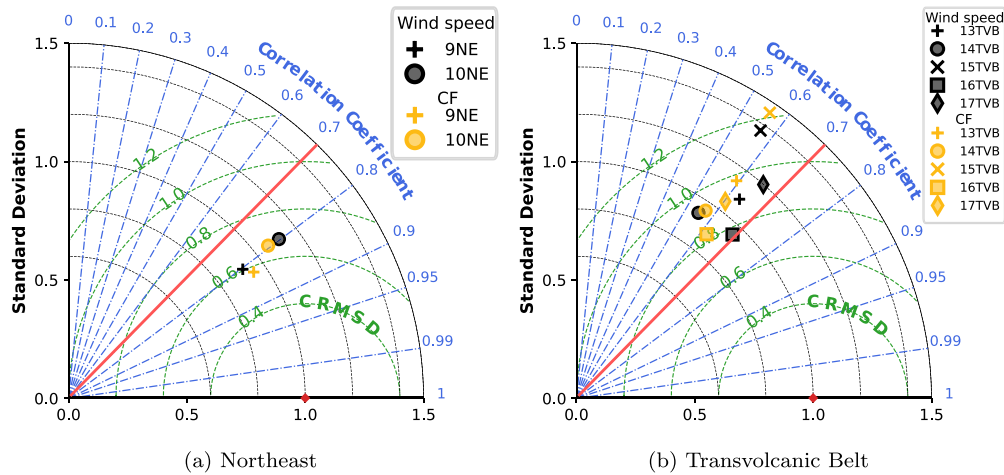 Wind speed
9NE
10NE
CF
9NE
10NE
Standard Deviation
1.5
1.0
0.5
0.0
0.0
0.5
1.0
1.5
0
0.1
0.2
0.3
0.4
0.5
0.6
0.7
0.8
0.9
0.95
0.99
1
Correlation Coefficient
1.2
1.0
0.8
0.6
0.4
CRMSD
(a) Northeast
Wind speed
13TVB
14TVB
15TVB
16TVB
17TVB
CF
13TVB
14TVB
15TVB
16TVB
17TVB
Standard Deviation
1.5
1.0
0.5
0.0
0.0
0.5
1.0
1.5
0
0.1
0.2
0.3
0.4
0.5
0.6
0.7
0.8
0.9
0.95
0.99
1
Correlation Coefficient
1.2
1.0
0.8
0.6
0.4
CRMSD
(b) Transvolcanic Belt